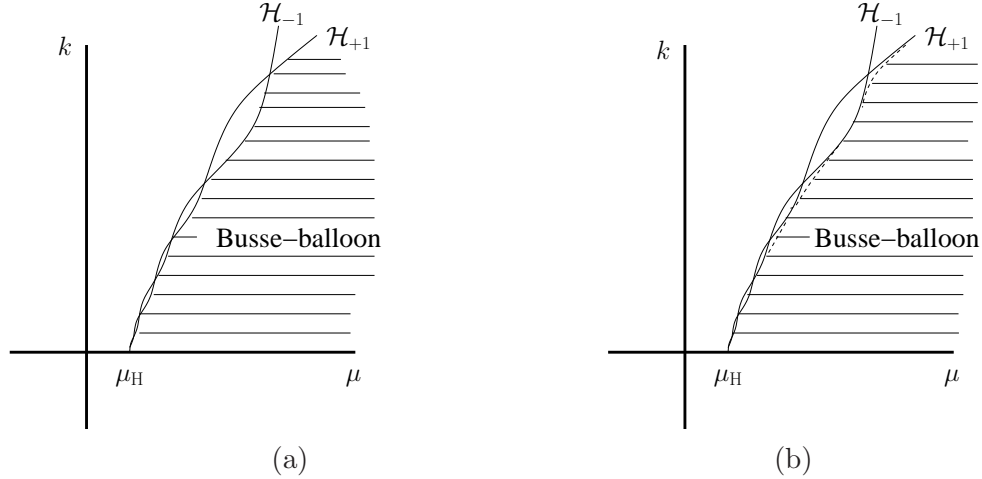 𝓗₋₁
𝓗₊₁
k
Busse−balloon
μ_H
μ
(a)
𝓗₋₁
𝓗₊₁
k
Busse−balloon
μ_H
μ
(b)